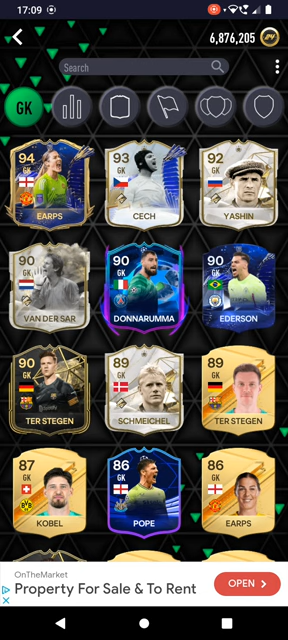 17:09
6,876,205
Search
GK
94
GK
EARPS
93
GK
CECH
92
GK
YASHIN
90
GK
VAN DER SAR
90
GK
DONNARUMMA
90
GK
EDERSON
90
GK
TER STEGEN
89
GK
SCHMEICHEL
89
GK
TER STEGEN
87
GK
KOBEL
86
GK
POPE
86
GK
EARPS
OnTheMarket
Property For Sale & To Rent
OPEN